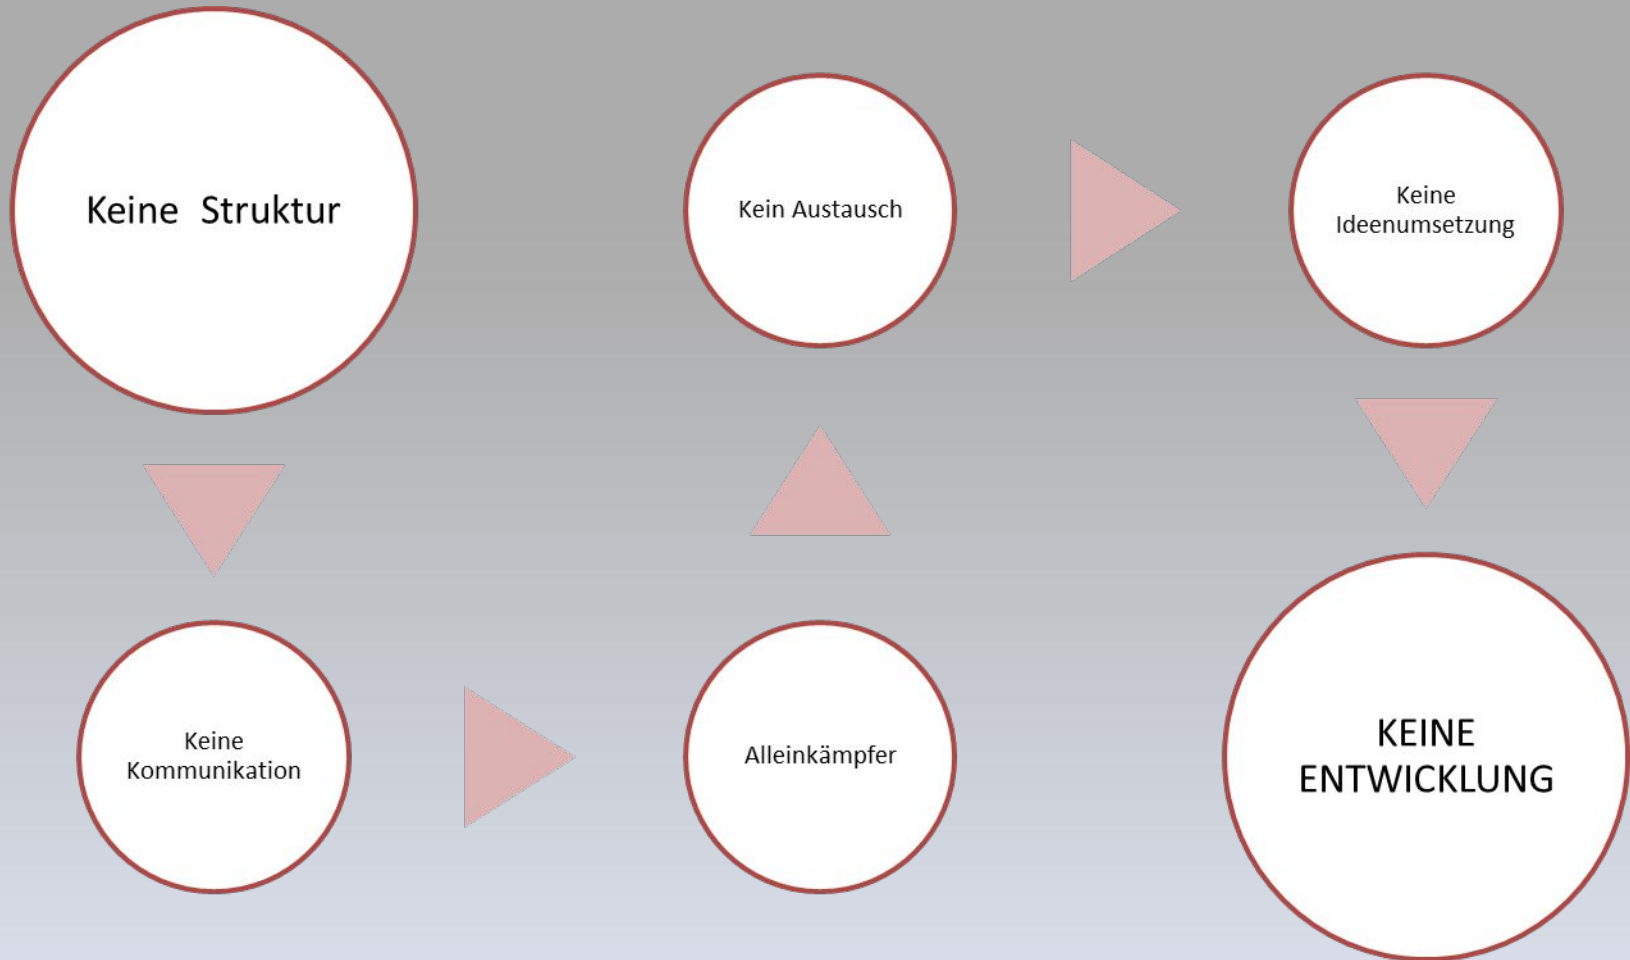 Keine Struktur
Keine
Kommunikation
Alleinkämpfer
Kein Austausch
Keine
Ideenumsetzung
KEINE
ENTWICKLUNG